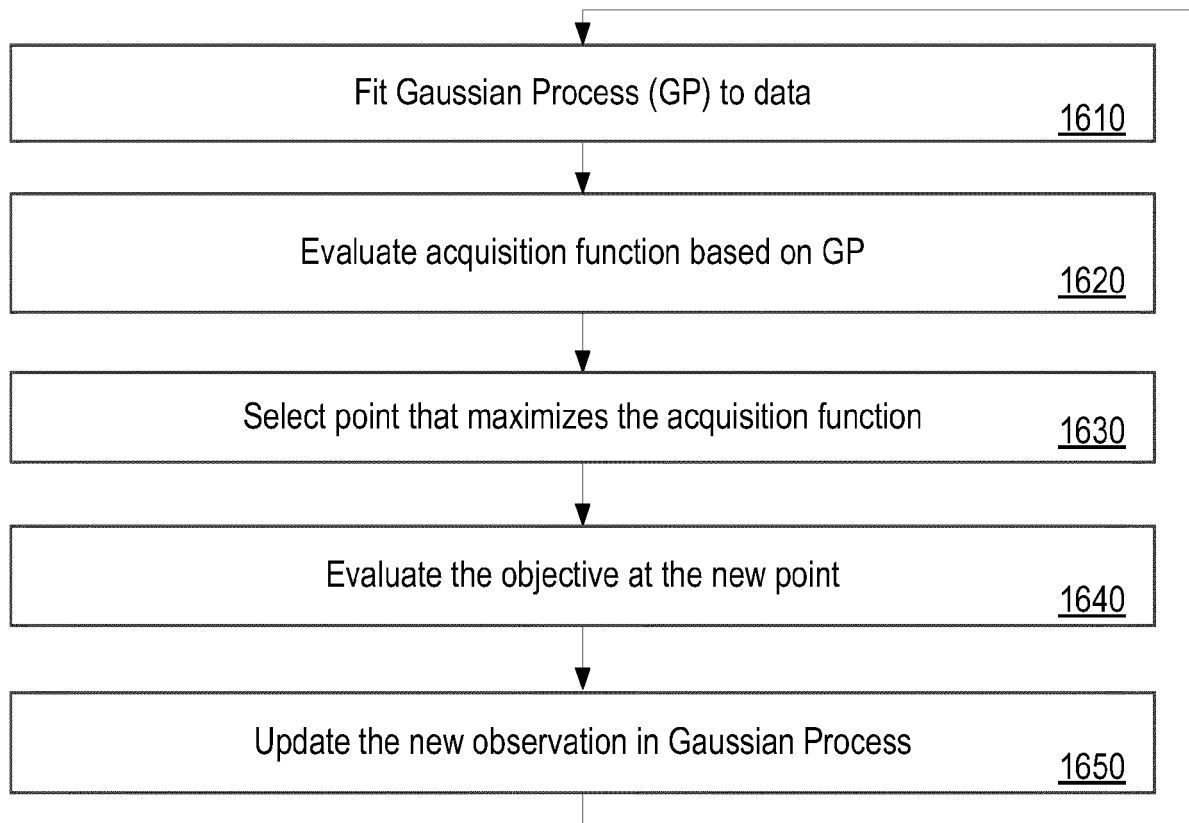 Fit Gaussian Process (GP) to data
1610
Evaluate acquisition function based on GP
1620
Select point that maximizes the acquisition function
1630
Evaluate the objective at the new point
1640
Update the new observation in Gaussian Process
1650